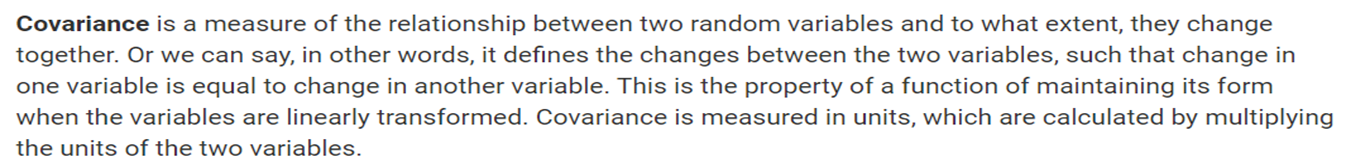 Covariance is a measure of the relationship between two random variables and to what extent, they change
together. Or we can say, in other words, it defines the changes between the two variables, such that change in
one variable is equal to change in another variable. This is the property of a function of maintaining its form
when the variables are linearly transformed. Covariance is measured in units, which are calculated by multiplying
the units of the two variables.